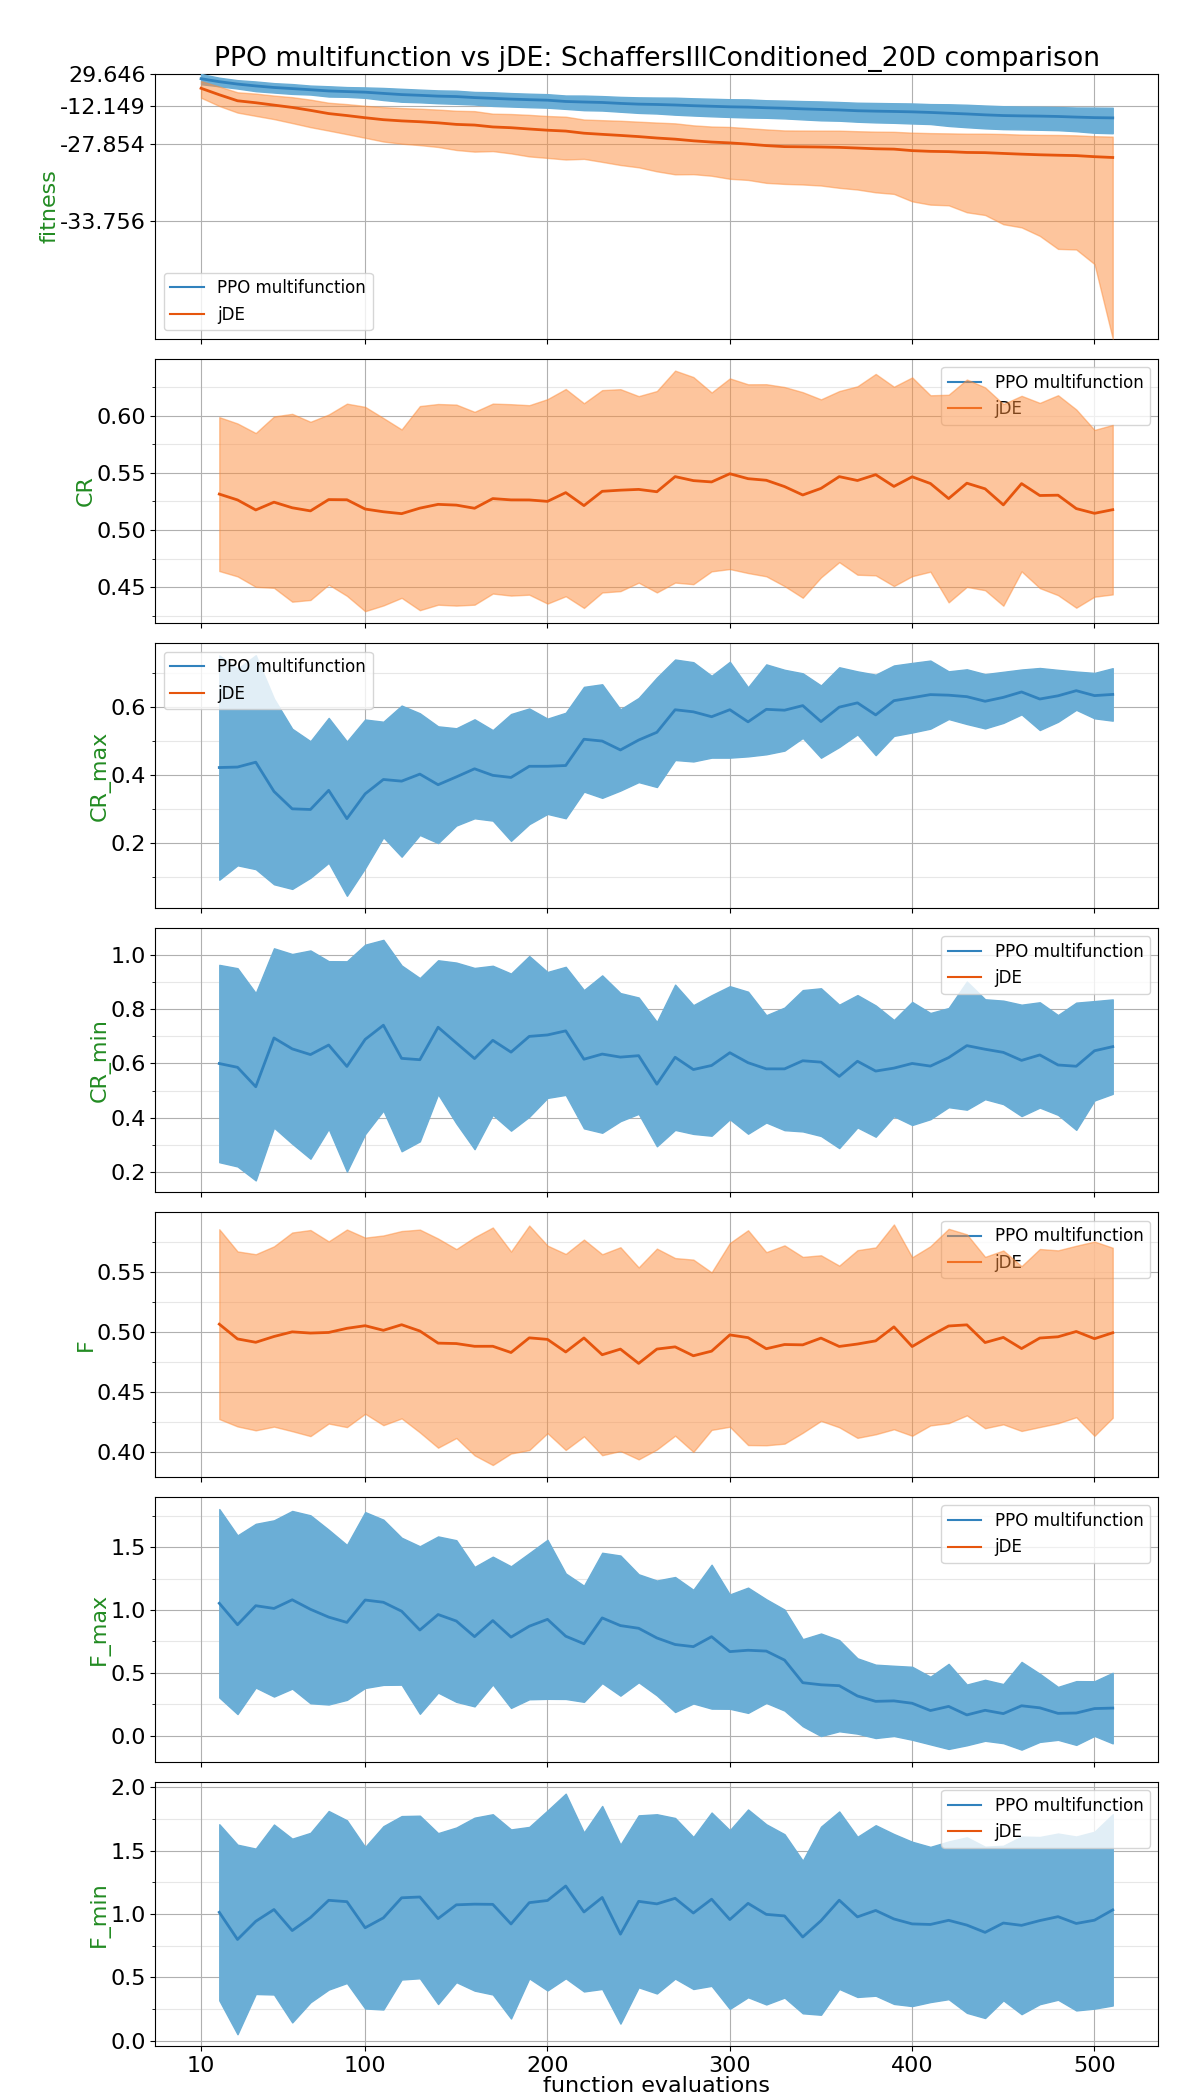 PPO multifunction vs jDE: SchaffersIllConditioned_20D comparison
29.646
-12.149
-27.854
-33.756
fitness
PPO multifunction
jDE
0.60
0.55
0.50
0.45
CR
PPO multifunction
jDE
0.6
0.4
0.2
CR_max
PPO multifunction
jDE
1.0
0.8
0.6
0.4
0.2
CR_min
PPO multifunction
jDE
0.55
0.50
0.45
0.40
F
PPO multifunction
jDE
1.5
1.0
0.5
0.0
F_max
PPO multifunction
jDE
2.0
1.5
1.0
0.5
0.0
F_min
PPO multifunction
jDE
10 100 200 300 400 500
function evaluations